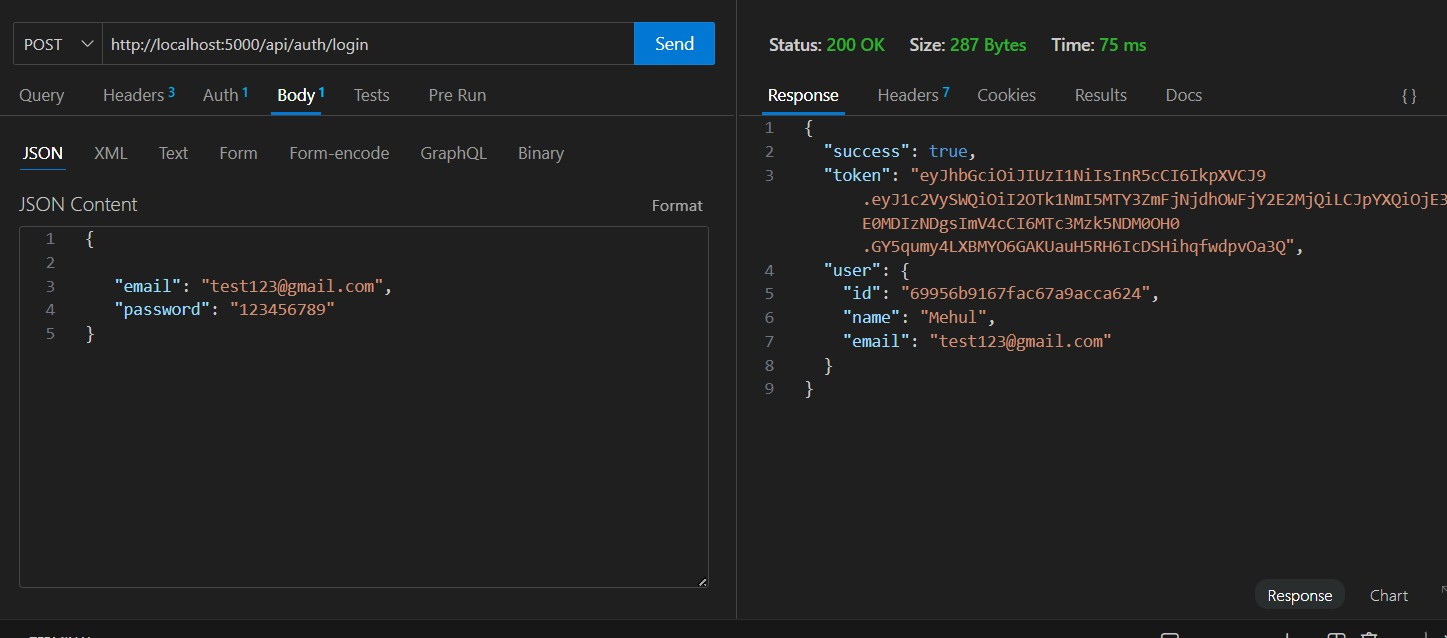 POST http://localhost:5000/api/auth/login Send
Query Headers 3 Auth 1 Body 1 Tests Pre Run
JSON XML Text Form Form-encode GraphQL Binary
JSON Content Format
1 {
2
3 "email": "test123@gmail.com",
4 "password": "123456789"
5 }
Status: 200 OK Size: 287 Bytes Time: 75 ms
Response Headers 7 Cookies Results Docs { }
1 {
2 "success": true,
3 "token": "eyJhbGciOiJIUzI1NiIsInR5cCI6IkpXVCJ9
.eyJ1c2VySWQiOiI2OTk1NmI5MTY3ZmFjNjdhOWFjY2E2MjQiLCJpYXQiOjE3
E0MDIzNDgsImV4cCI6MTc3Mzk5NDM0OH0
.GY5qumy4LXBMYO6GAKUauH5RH6IcDSHihqfwdpvOa3Q",
4 "user": {
5 "id": "69956b9167fac67a9acca624",
6 "name": "Mehul",
7 "email": "test123@gmail.com"
8 }
9 }
Response Chart